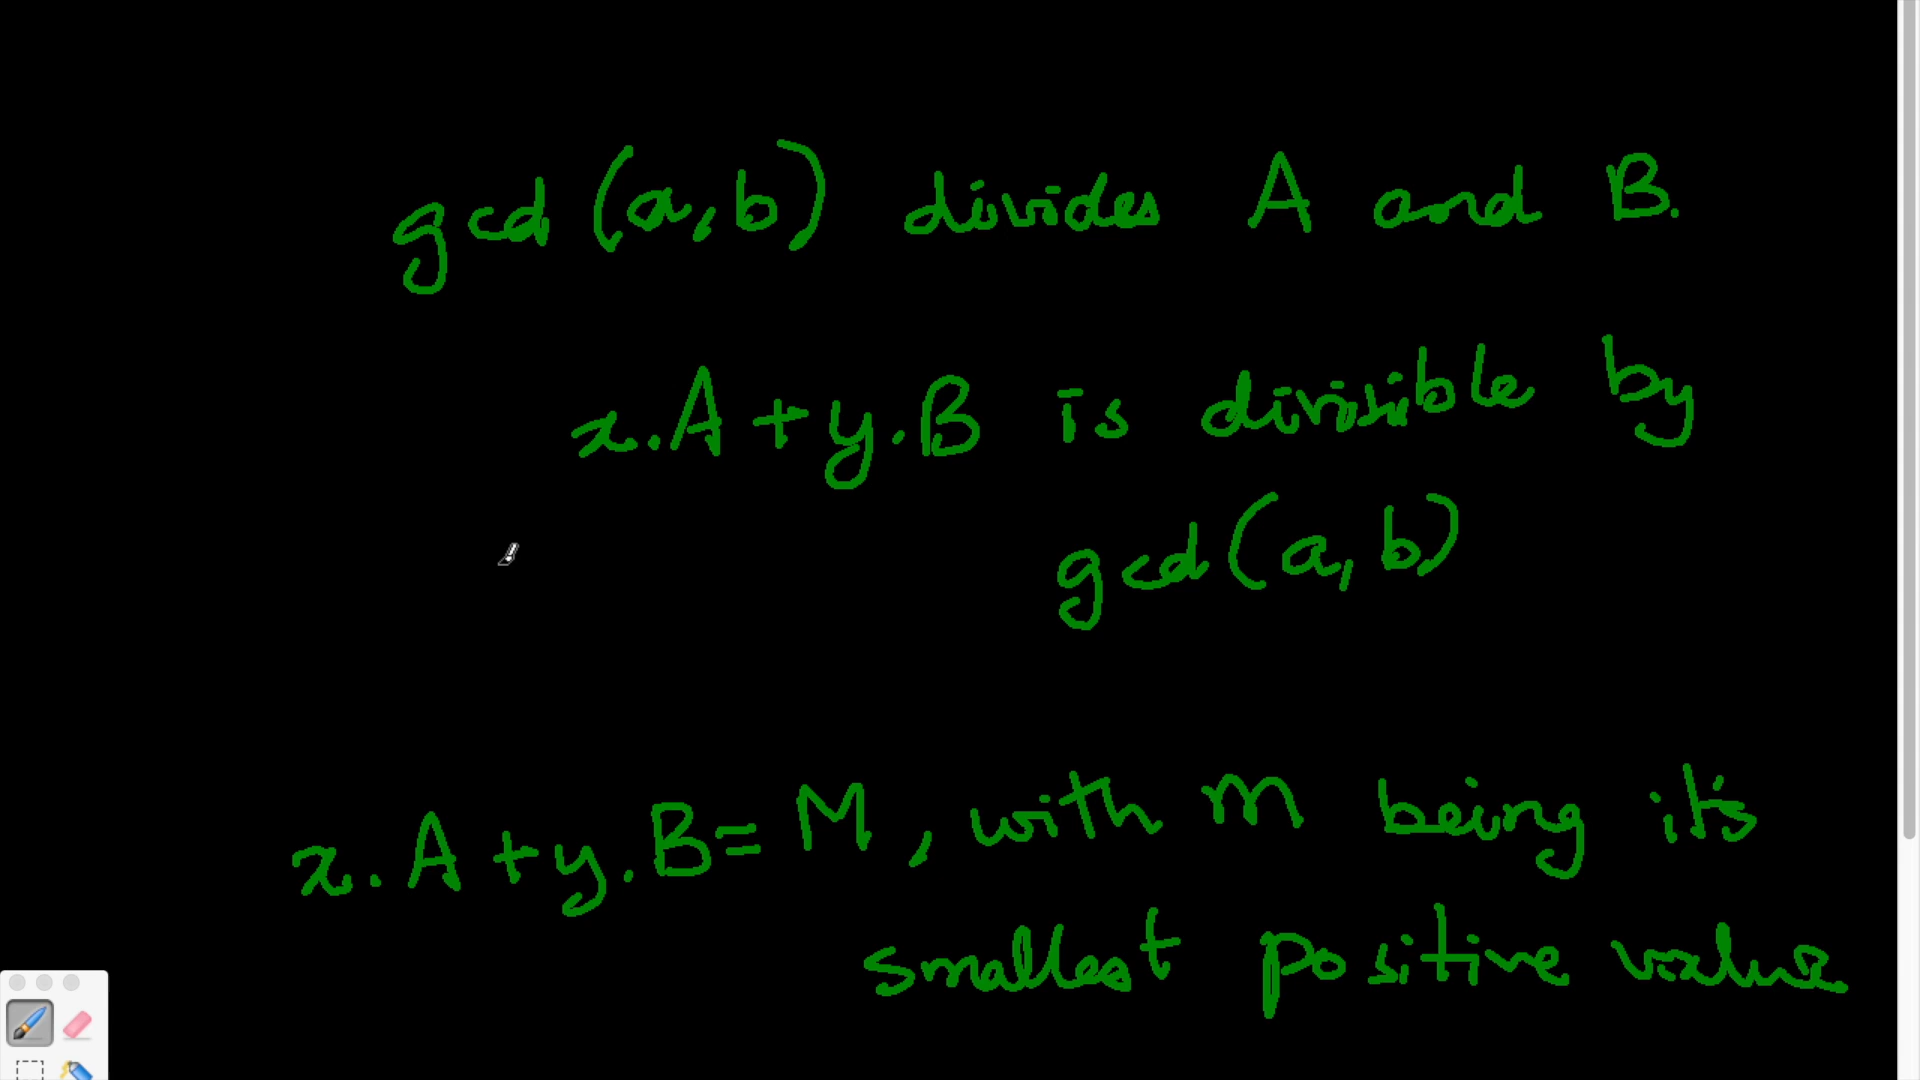 gcd (a,b) divides A and B.
x.A + y.B is divisible by
gcd (a,b)
x.A + y.B = M, with m being it's
smallest positive value